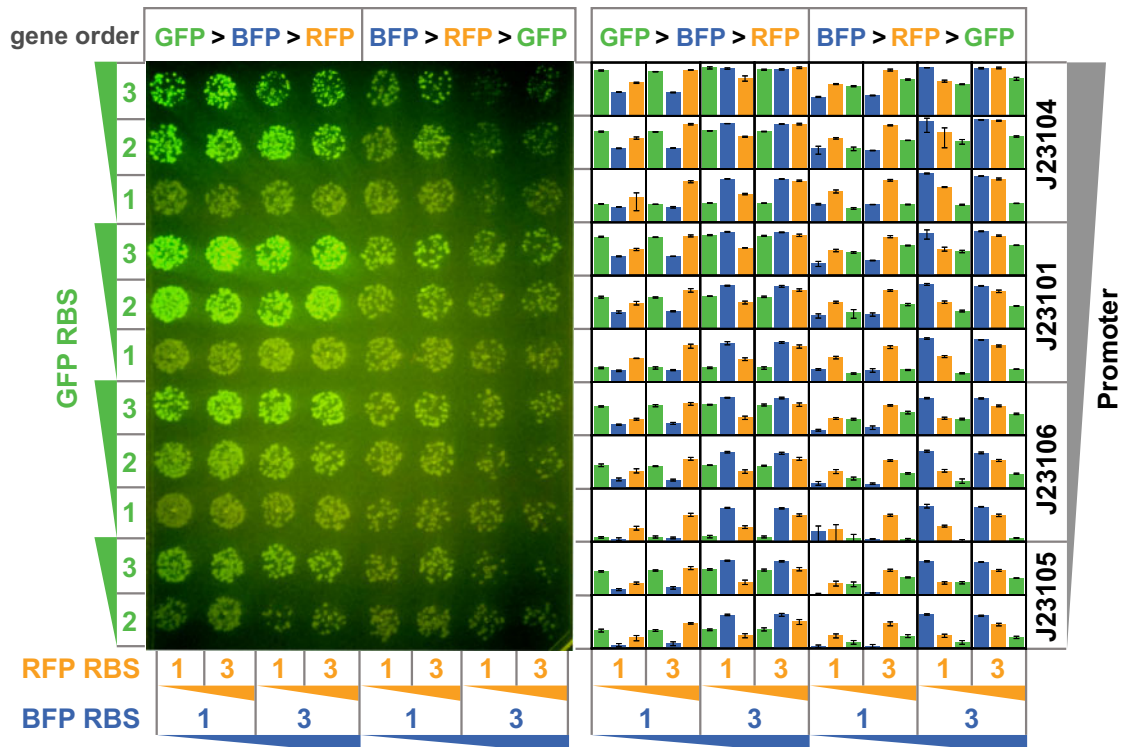 gene order GFP > BFP > RFP BFP > RFP > GFP GFP > BFP > RFP BFP > RFP > GFP
GFP RBS
3
2
1
3
2
1
3
2
1
3
2
J23104
J23101
J23106
J23105
Promoter
RFP RBS 1 3 1 3 1 3 1 3 1 3 1 3 1 3 1 3
BFP RBS 1 3 1 3 1 3 1 3